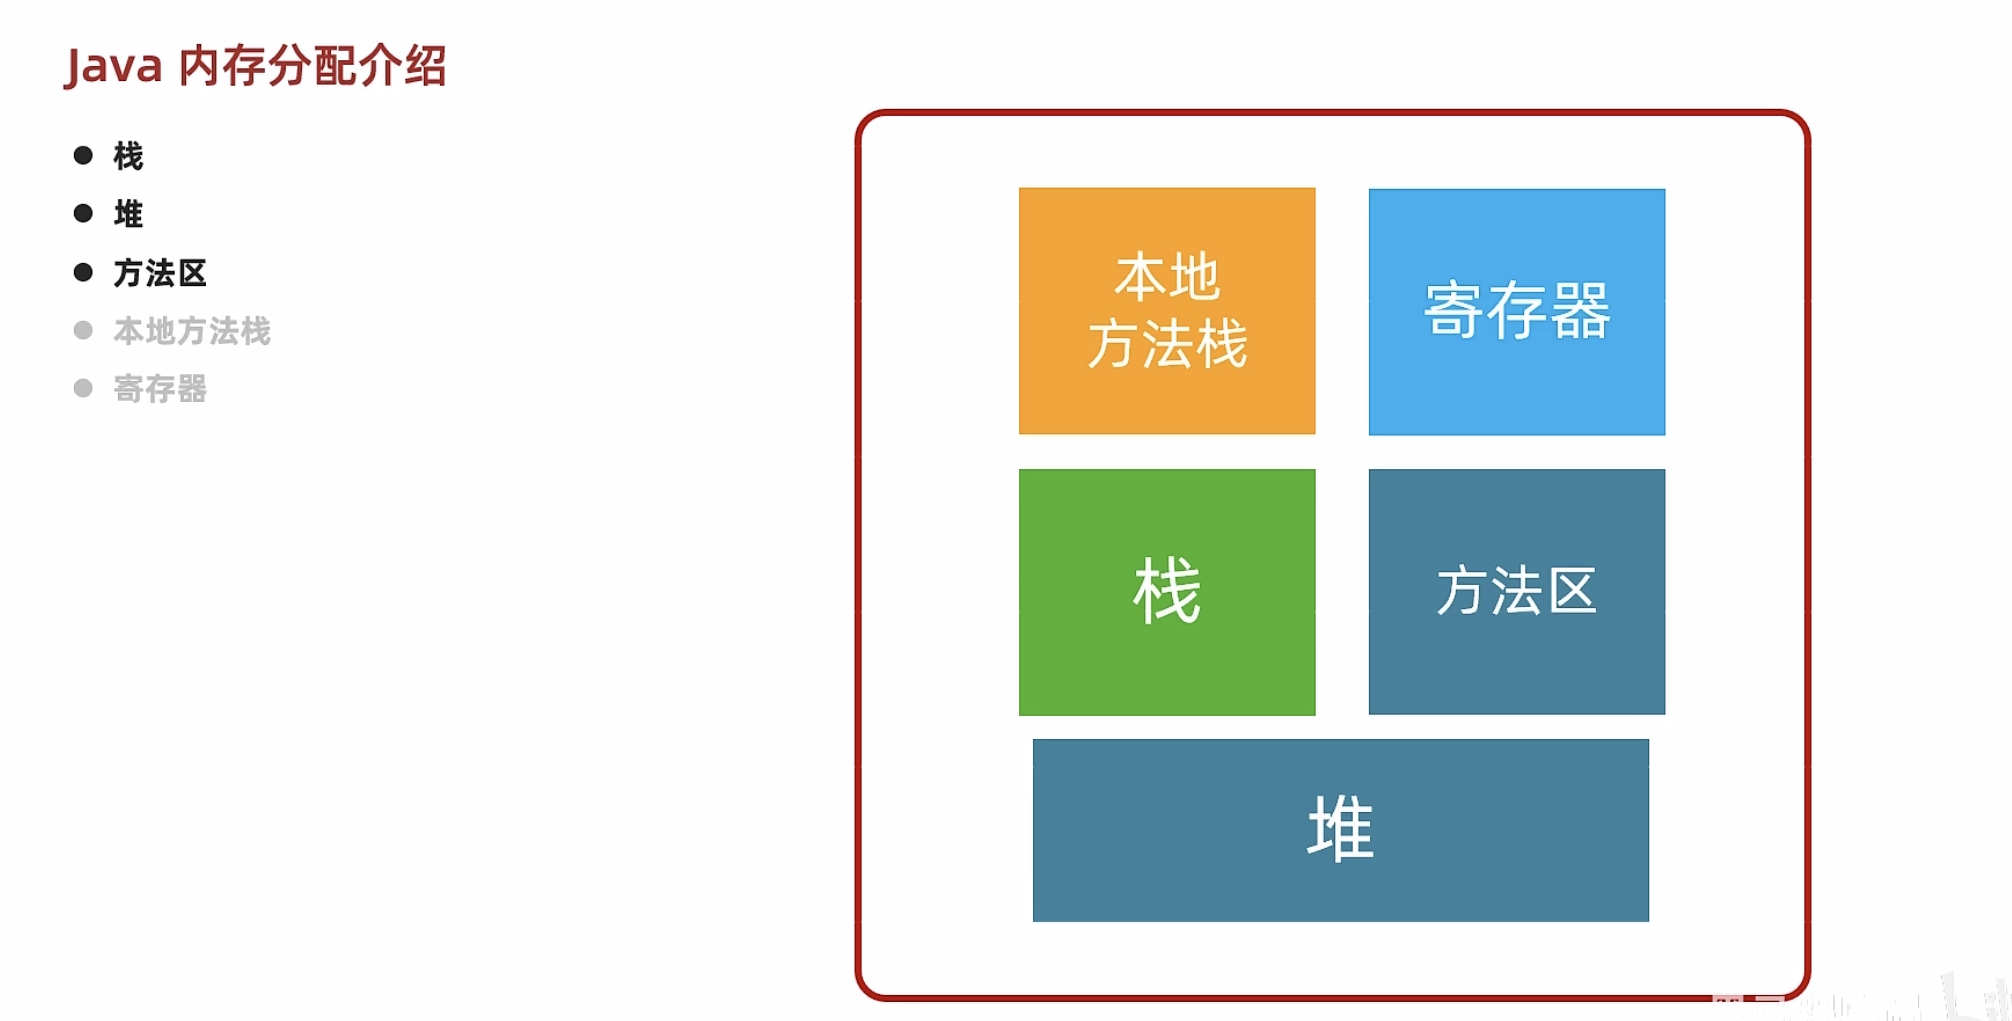 Java 内存分配介绍
栈
堆
方法区
本地方法栈
寄存器
本地
方法栈
寄存器
栈
方法区
堆